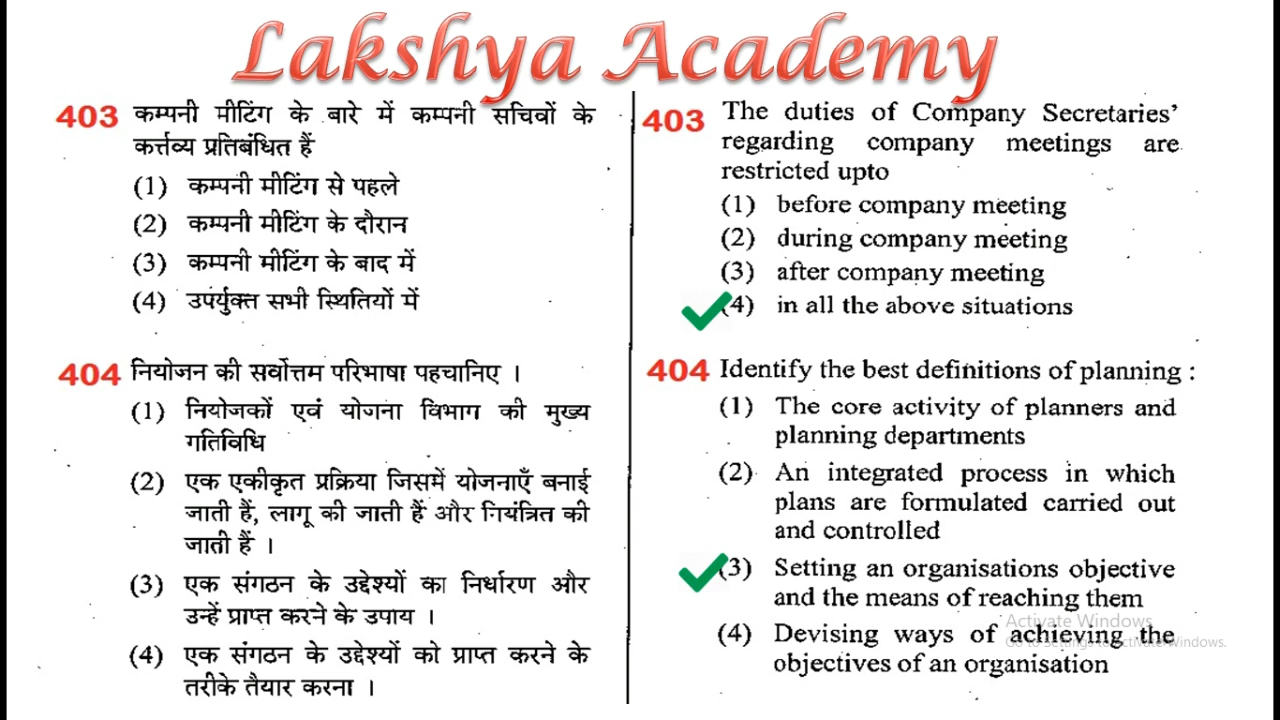 Lakshya Academy
403 कम्पनी मीटिंग के बारे में कम्पनी सचिवों के
कर्त्तव्य प्रतिबंधित हैं
(1) कम्पनी मीटिंग से पहले
(2) कम्पनी मीटिंग के दौरान
(3) कम्पनी मीटिंग के बाद में
(4) उपर्युक्त सभी स्थितियों में
404 नियोजन की सर्वोत्तम परिभाषा पहचानिए ।
(1) नियोजकों एवं योजना विभाग की मुख्य
गतिविधि
(2) एक एकीकृत प्रक्रिया जिसमें योजनाएँ बनाई
जाती हैं, लागू की जाती हैं और नियंत्रित की
जाती हैं ।
(3) एक संगठन के उद्देश्यों का निर्धारण और
उन्हें प्राप्त करने के उपाय ।
(4) एक संगठन के उद्देश्यों को प्राप्त करने के
तरीके तैयार करना ।
403 The duties of Company Secretaries’
regarding company meetings are
restricted upto
(1) before company meeting
(2) during company meeting
(3) after company meeting
(4) in all the above situations
404 Identify the best definitions of planning :
(1) The core activity of planners and
planning departments
(2) An integrated process in which
plans are formulated carried out
and controlled
(3) Setting an organisations objective
and the means of reaching them
Activate Windows
(4) Devising ways of achieving the
Go to Settings to activate Windows.
objectives of an organisation